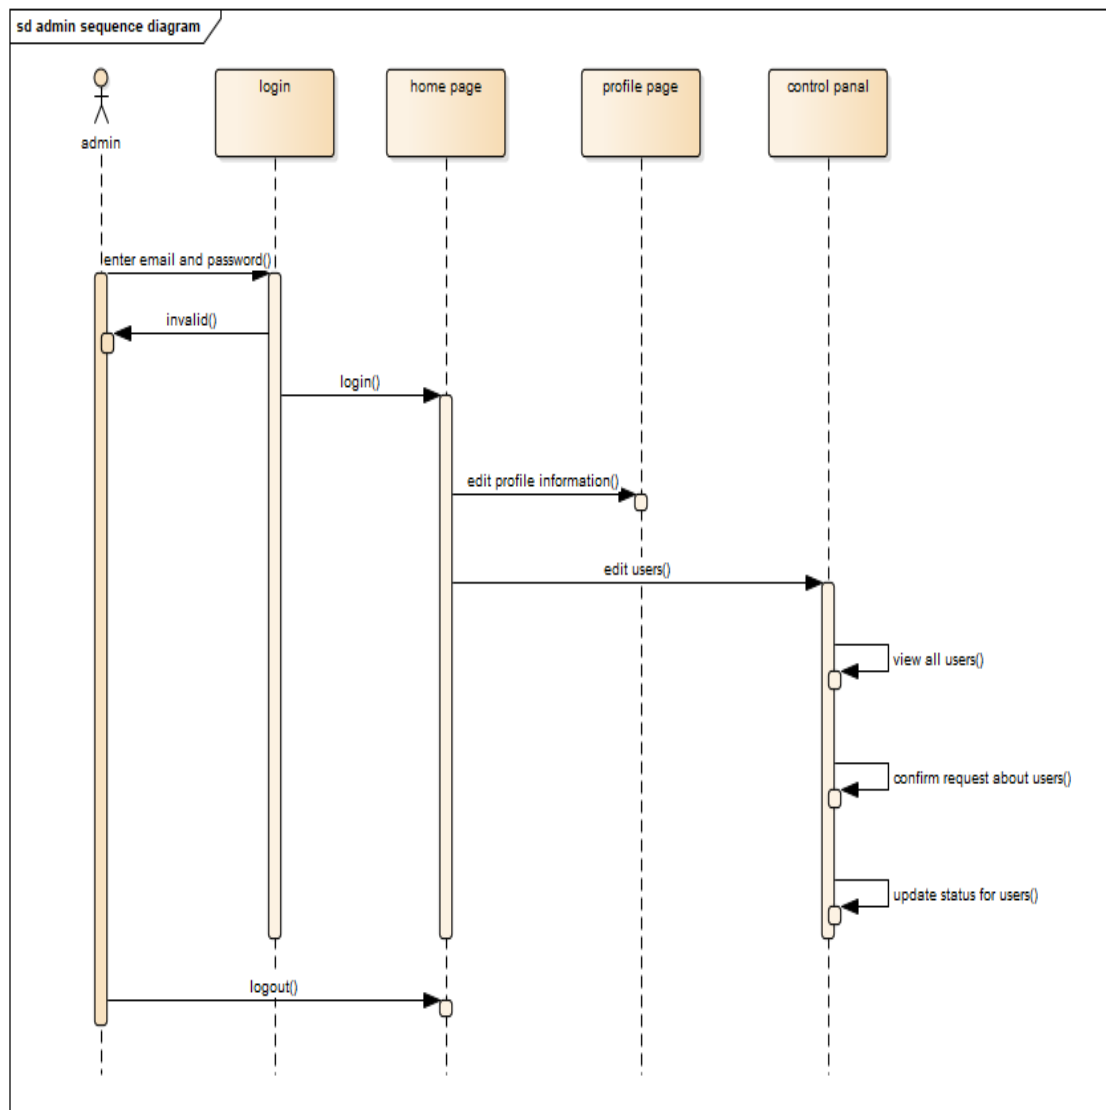 sd admin sequence diagram
login
home page
profile page
control panal
admin
enter email and password()
invalid()
login()
edit profile information()
edit users()
view all users()
confirm request about users()
update status for users()
logout()